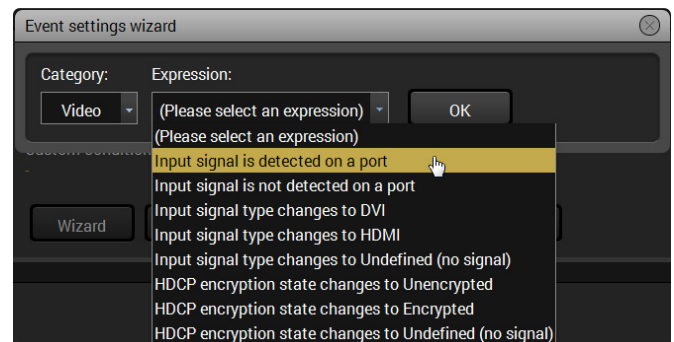 Event settings wizard
Category: Expression:
Video (Please select an expression) OK
(Please select an expression)
Input signal is detected on a port
Input signal is not detected on a port
Input signal type changes to DVI
Wizard
Input signal type changes to HDMI
Input signal type changes to Undefined (no signal)
HDCP encryption state changes to Unencrypted
HDCP encryption state changes to Encrypted
HDCP encryption state changes to Undefined (no signal)